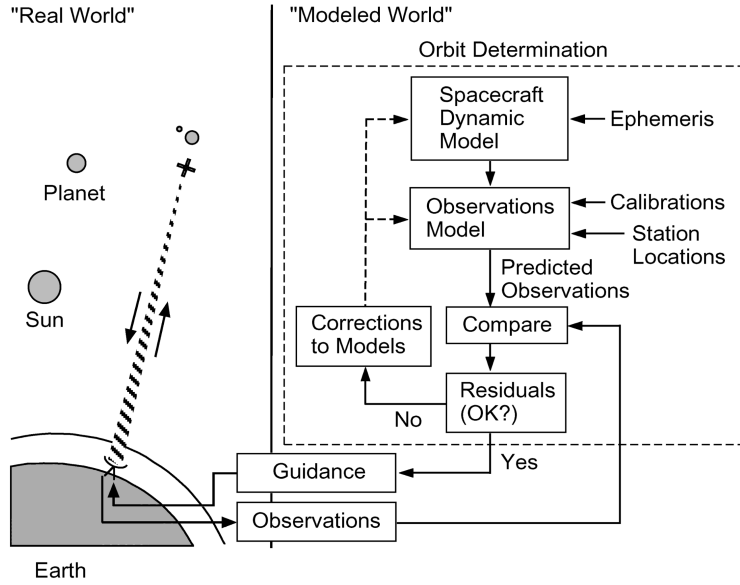 "Real World"
"Modeled World"
Orbit Determination
Spacecraft
Dynamic
Model
Ephemeris
Planet
Observations
Model
Calibrations
Station
Locations
Predicted
Observations
Sun
Corrections
to Models
Compare
Residuals
(OK?)
No
Yes
Guidance
Observations
Earth